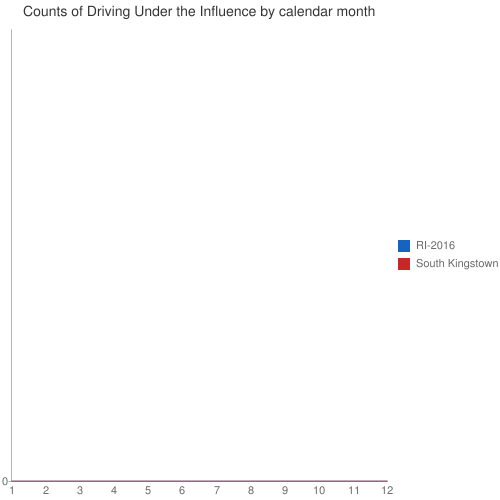 Counts of Driving Under the Influence by calendar month
RI-2016
South Kingstown
0
1 2 3 4 5 6 7 8 9 10 11 12